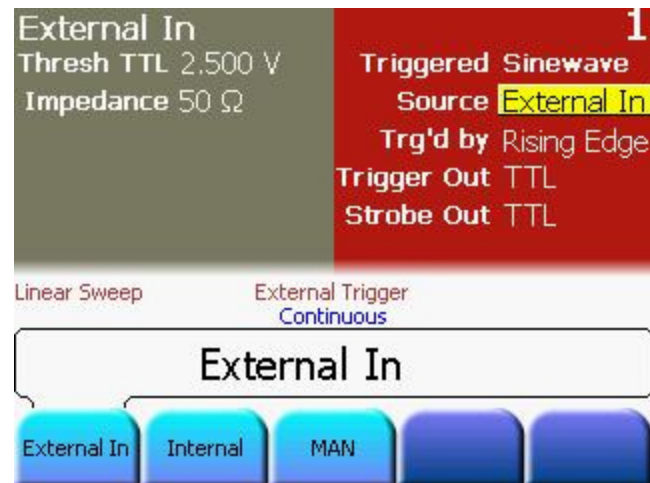 External In
Thresh TTL 2.500 V
Impedance 50 Ω
1
Triggered Sinewave
Source External In
Trg'd by Rising Edge
Trigger Out TTL
Strobe Out TTL
Linear Sweep External Trigger
Continuous
External In
External In Internal MAN